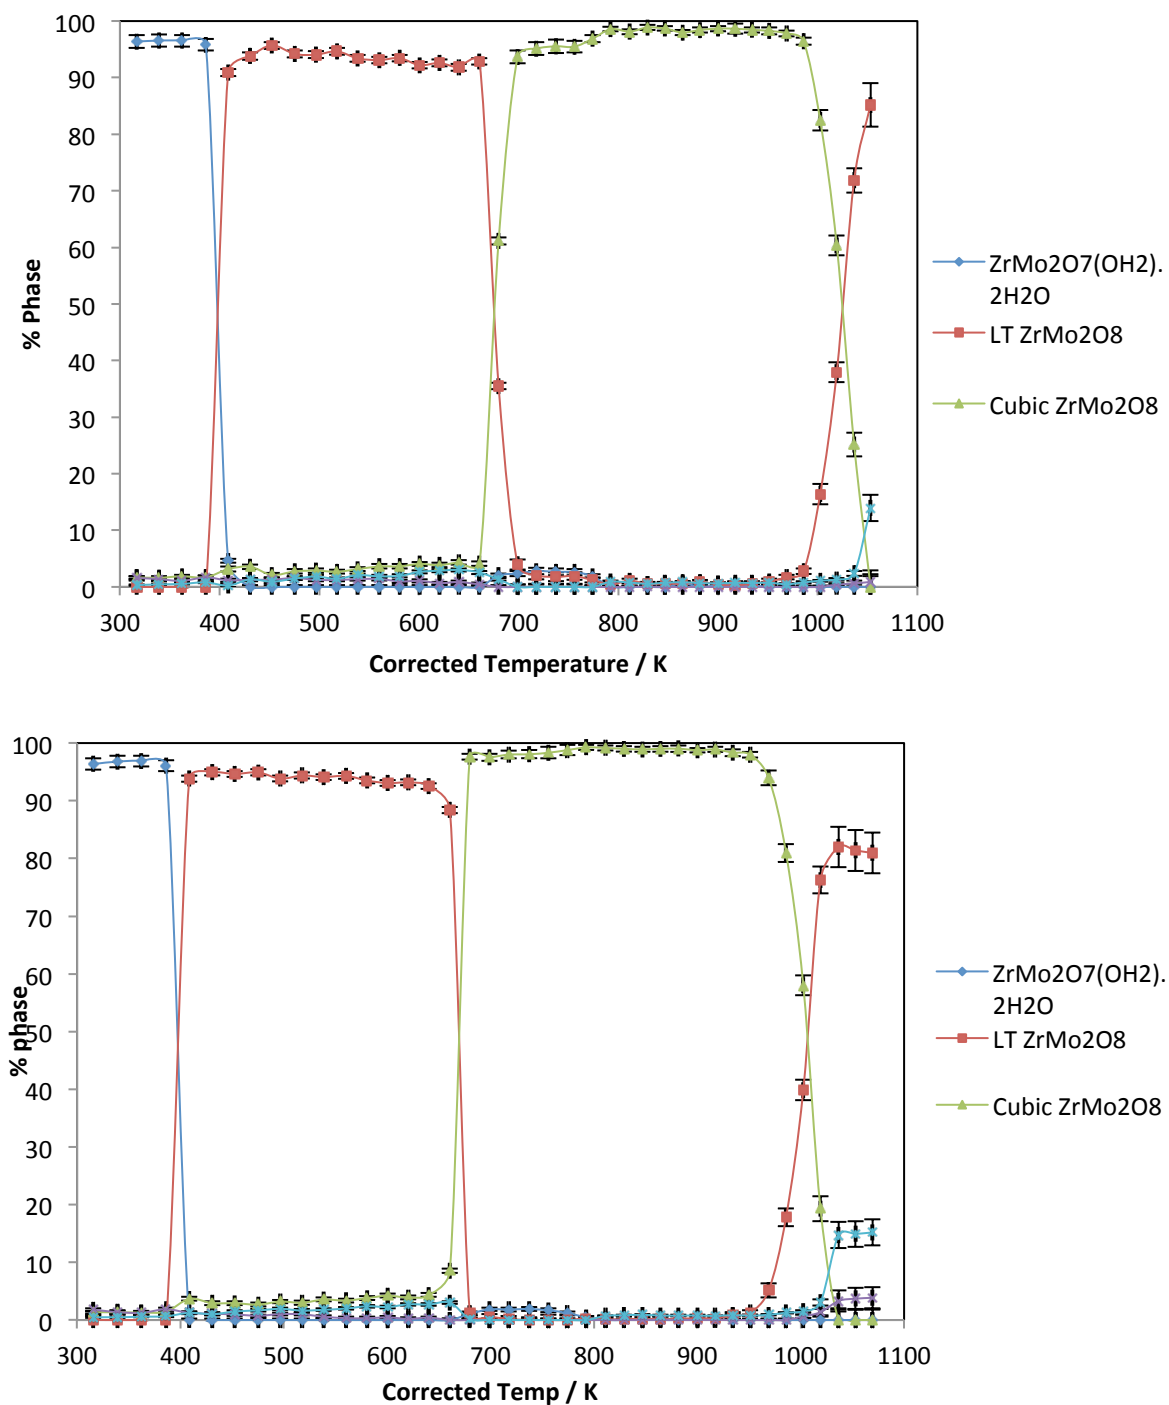 100
90
80
70
60
50
40
30
20
10
0
% Phase
300 400 500 600 700 800 900 1000 1100
Corrected Temperature / K
ZrMo2O7(OH2).
2H2O
LT ZrMo2O8
Cubic ZrMo2O8
100
90
80
70
60
50
40
30
20
10
0
% phase
300 400 500 600 700 800 900 1000 1100
Corrected Temp / K
ZrMo2O7(OH2).
2H2O
LT ZrMo2O8
Cubic ZrMo2O8